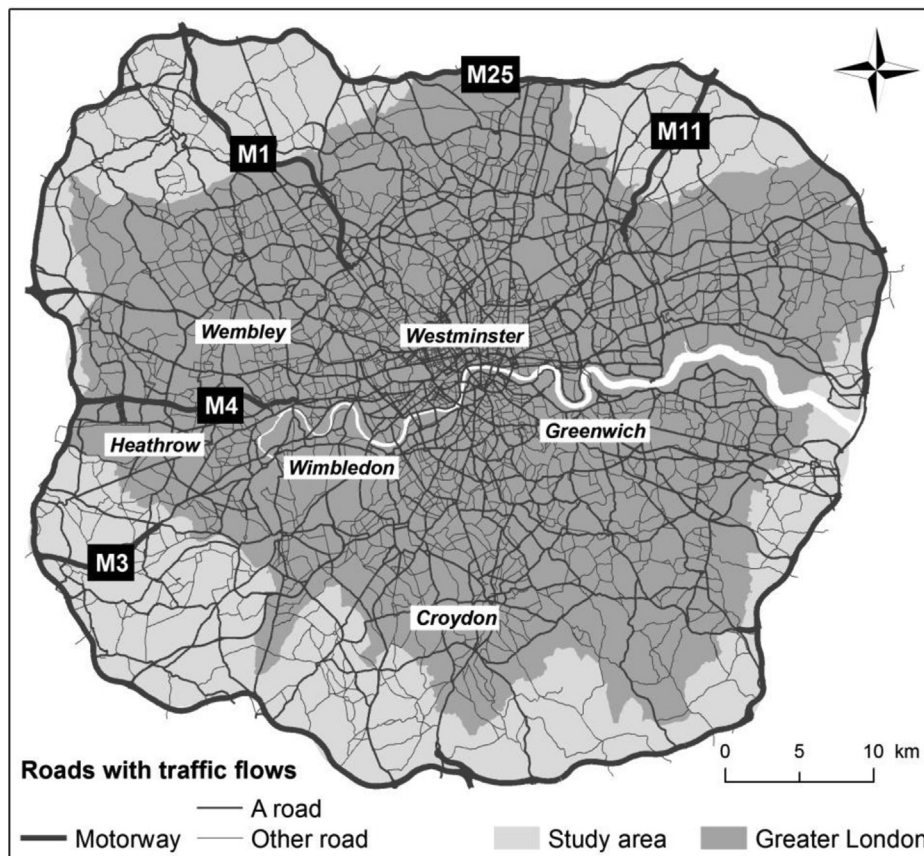 M25
M11
M1
Wembley
Westminster
M4
Greenwich
Heathrow
Wimbledon
M3
Croydon
0 5 10 km
Roads with traffic flows
A road
Motorway
Other road
Study area
Greater London